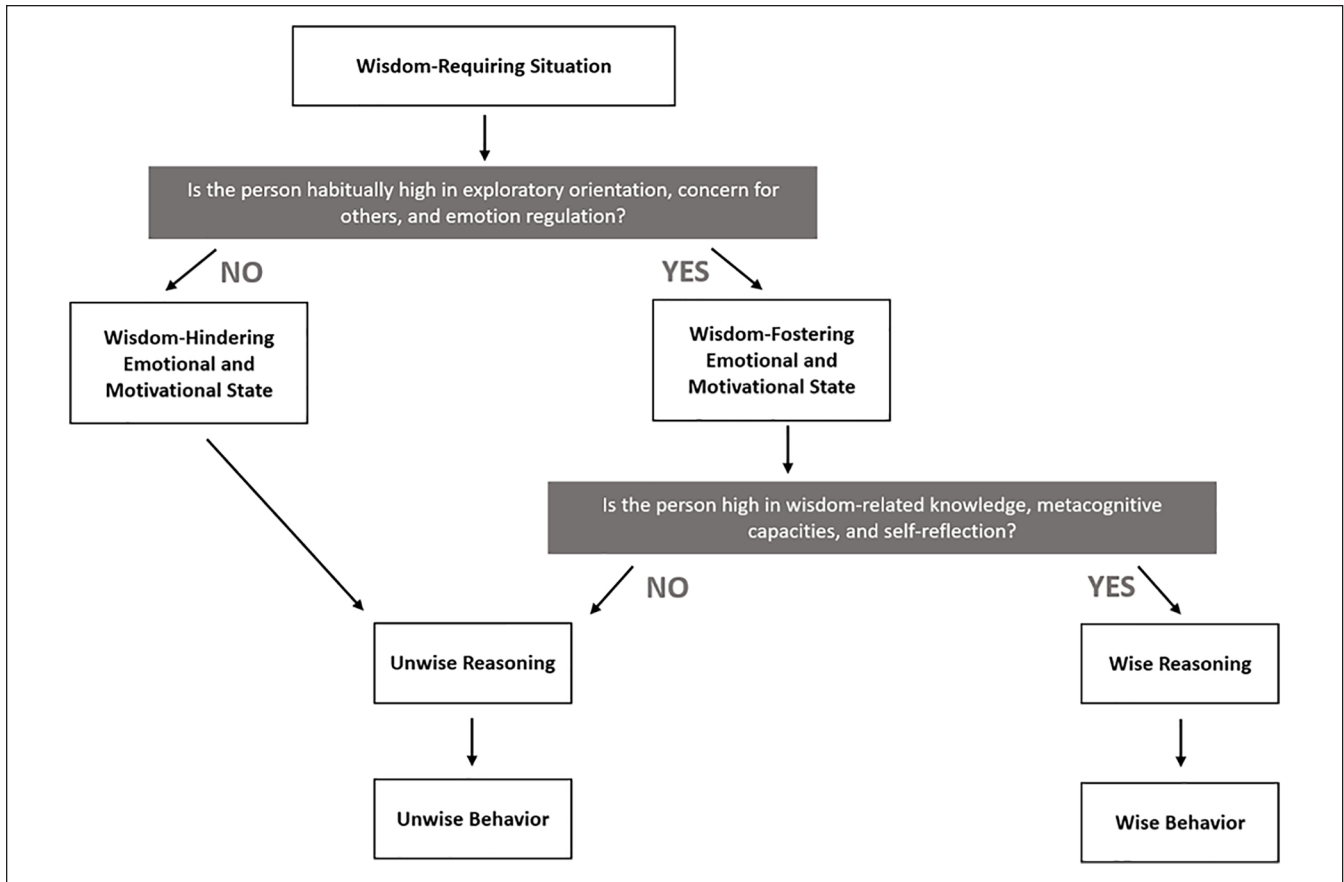 Wisdom-Requiring Situation
Is the person habitually high in exploratory orientation, concern for
others, and emotion regulation?
NO
YES
Wisdom-Hindering
Emotional and
Motivational State
Wisdom-Fostering
Emotional and
Motivational State
Is the person high in wisdom-related knowledge, metacognitive
capacities, and self-reflection?
NO
YES
Unwise Reasoning
Wise Reasoning
Unwise Behavior
Wise Behavior